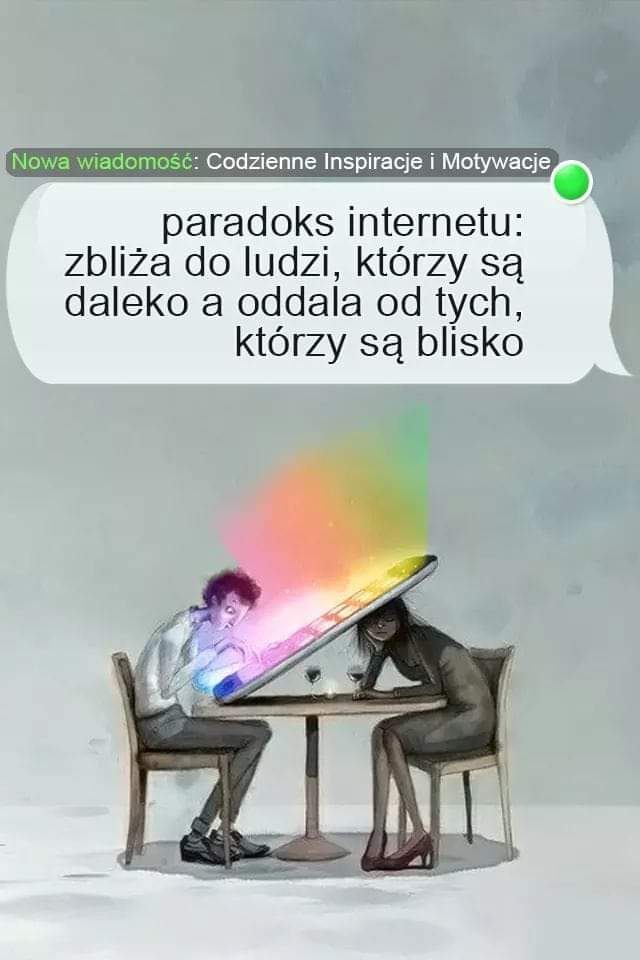 Nowa wiadomość: Codzienne Inspiracje i Motywacje
paradoks internetu:
zbliża do ludzi, którzy są
daleko a oddala od tych,
którzy są blisko